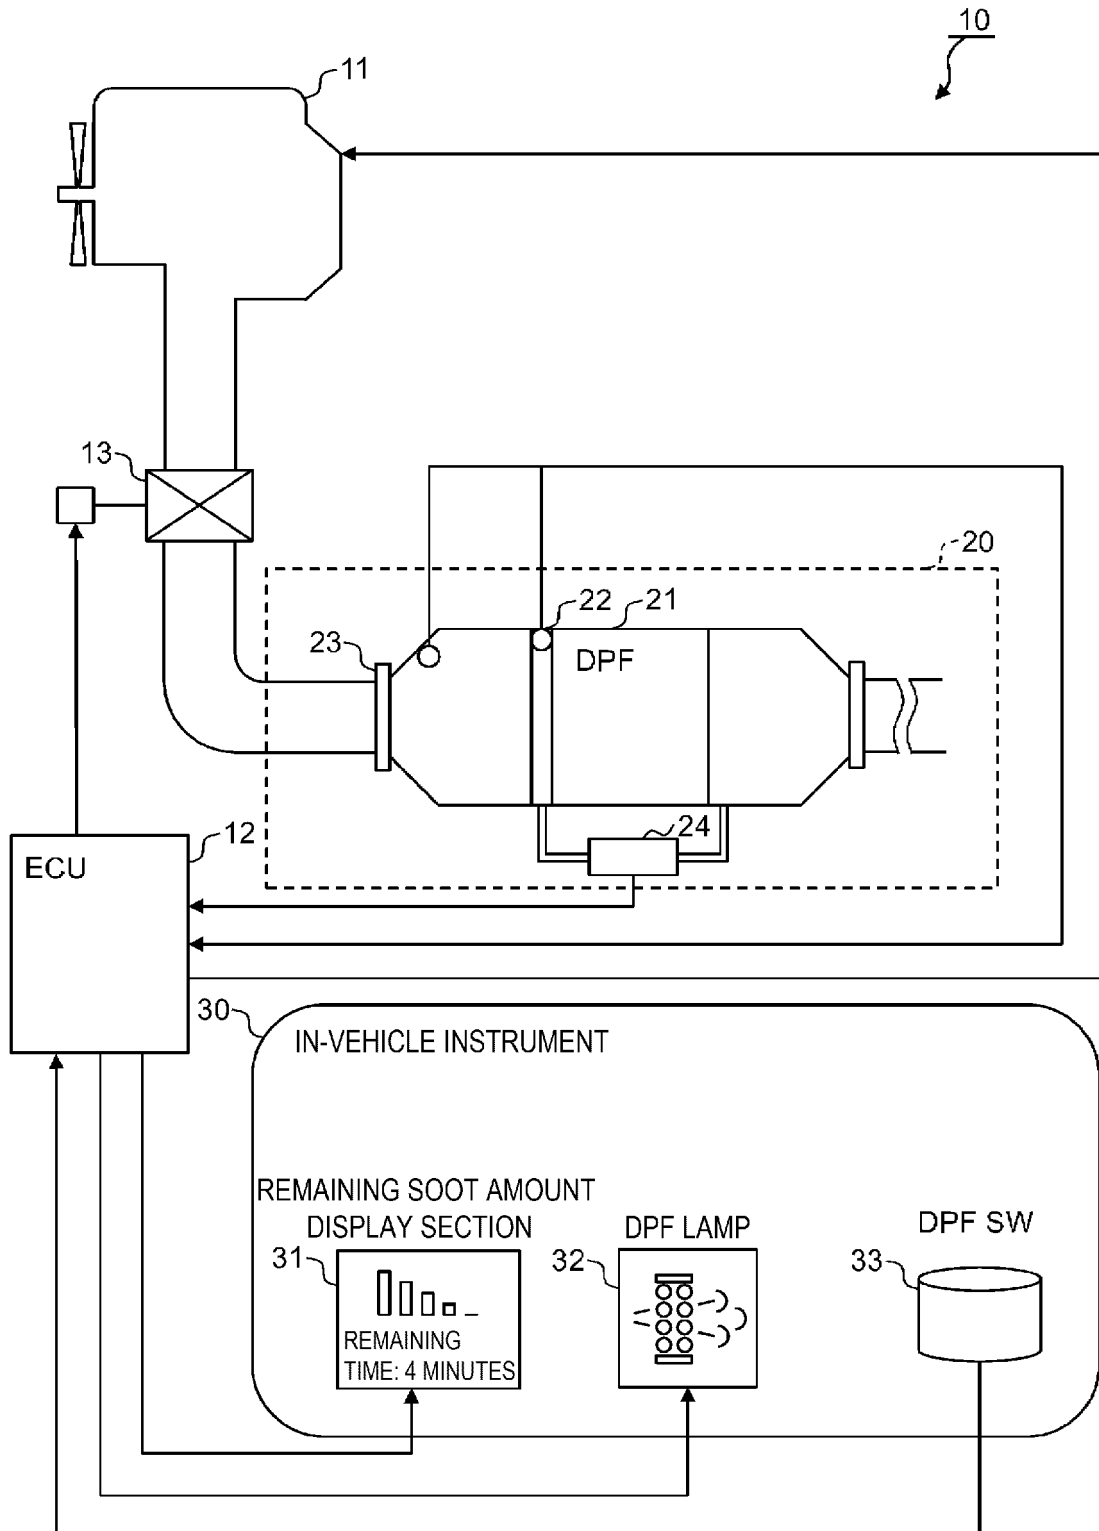 10
11
13
20
22
21
23
DPF
24
12
ECU
30
IN-VEHICLE INSTRUMENT
REMAINING SOOT AMOUNT
DISPLAY SECTION
DPF LAMP
DPF SW
31
32
33
REMAINING
TIME: 4 MINUTES